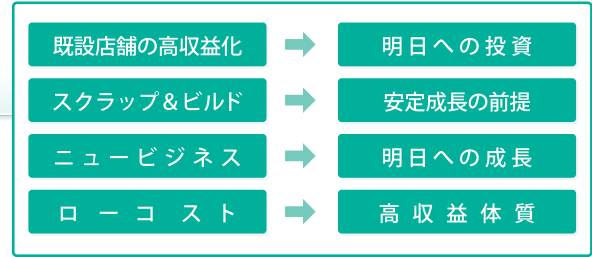 既設店舗の高収益化 明日への投資
スクラップ＆ビルド 安定成長の前提
ニュービジネス 明日への成長
ローコスト 高収益体質